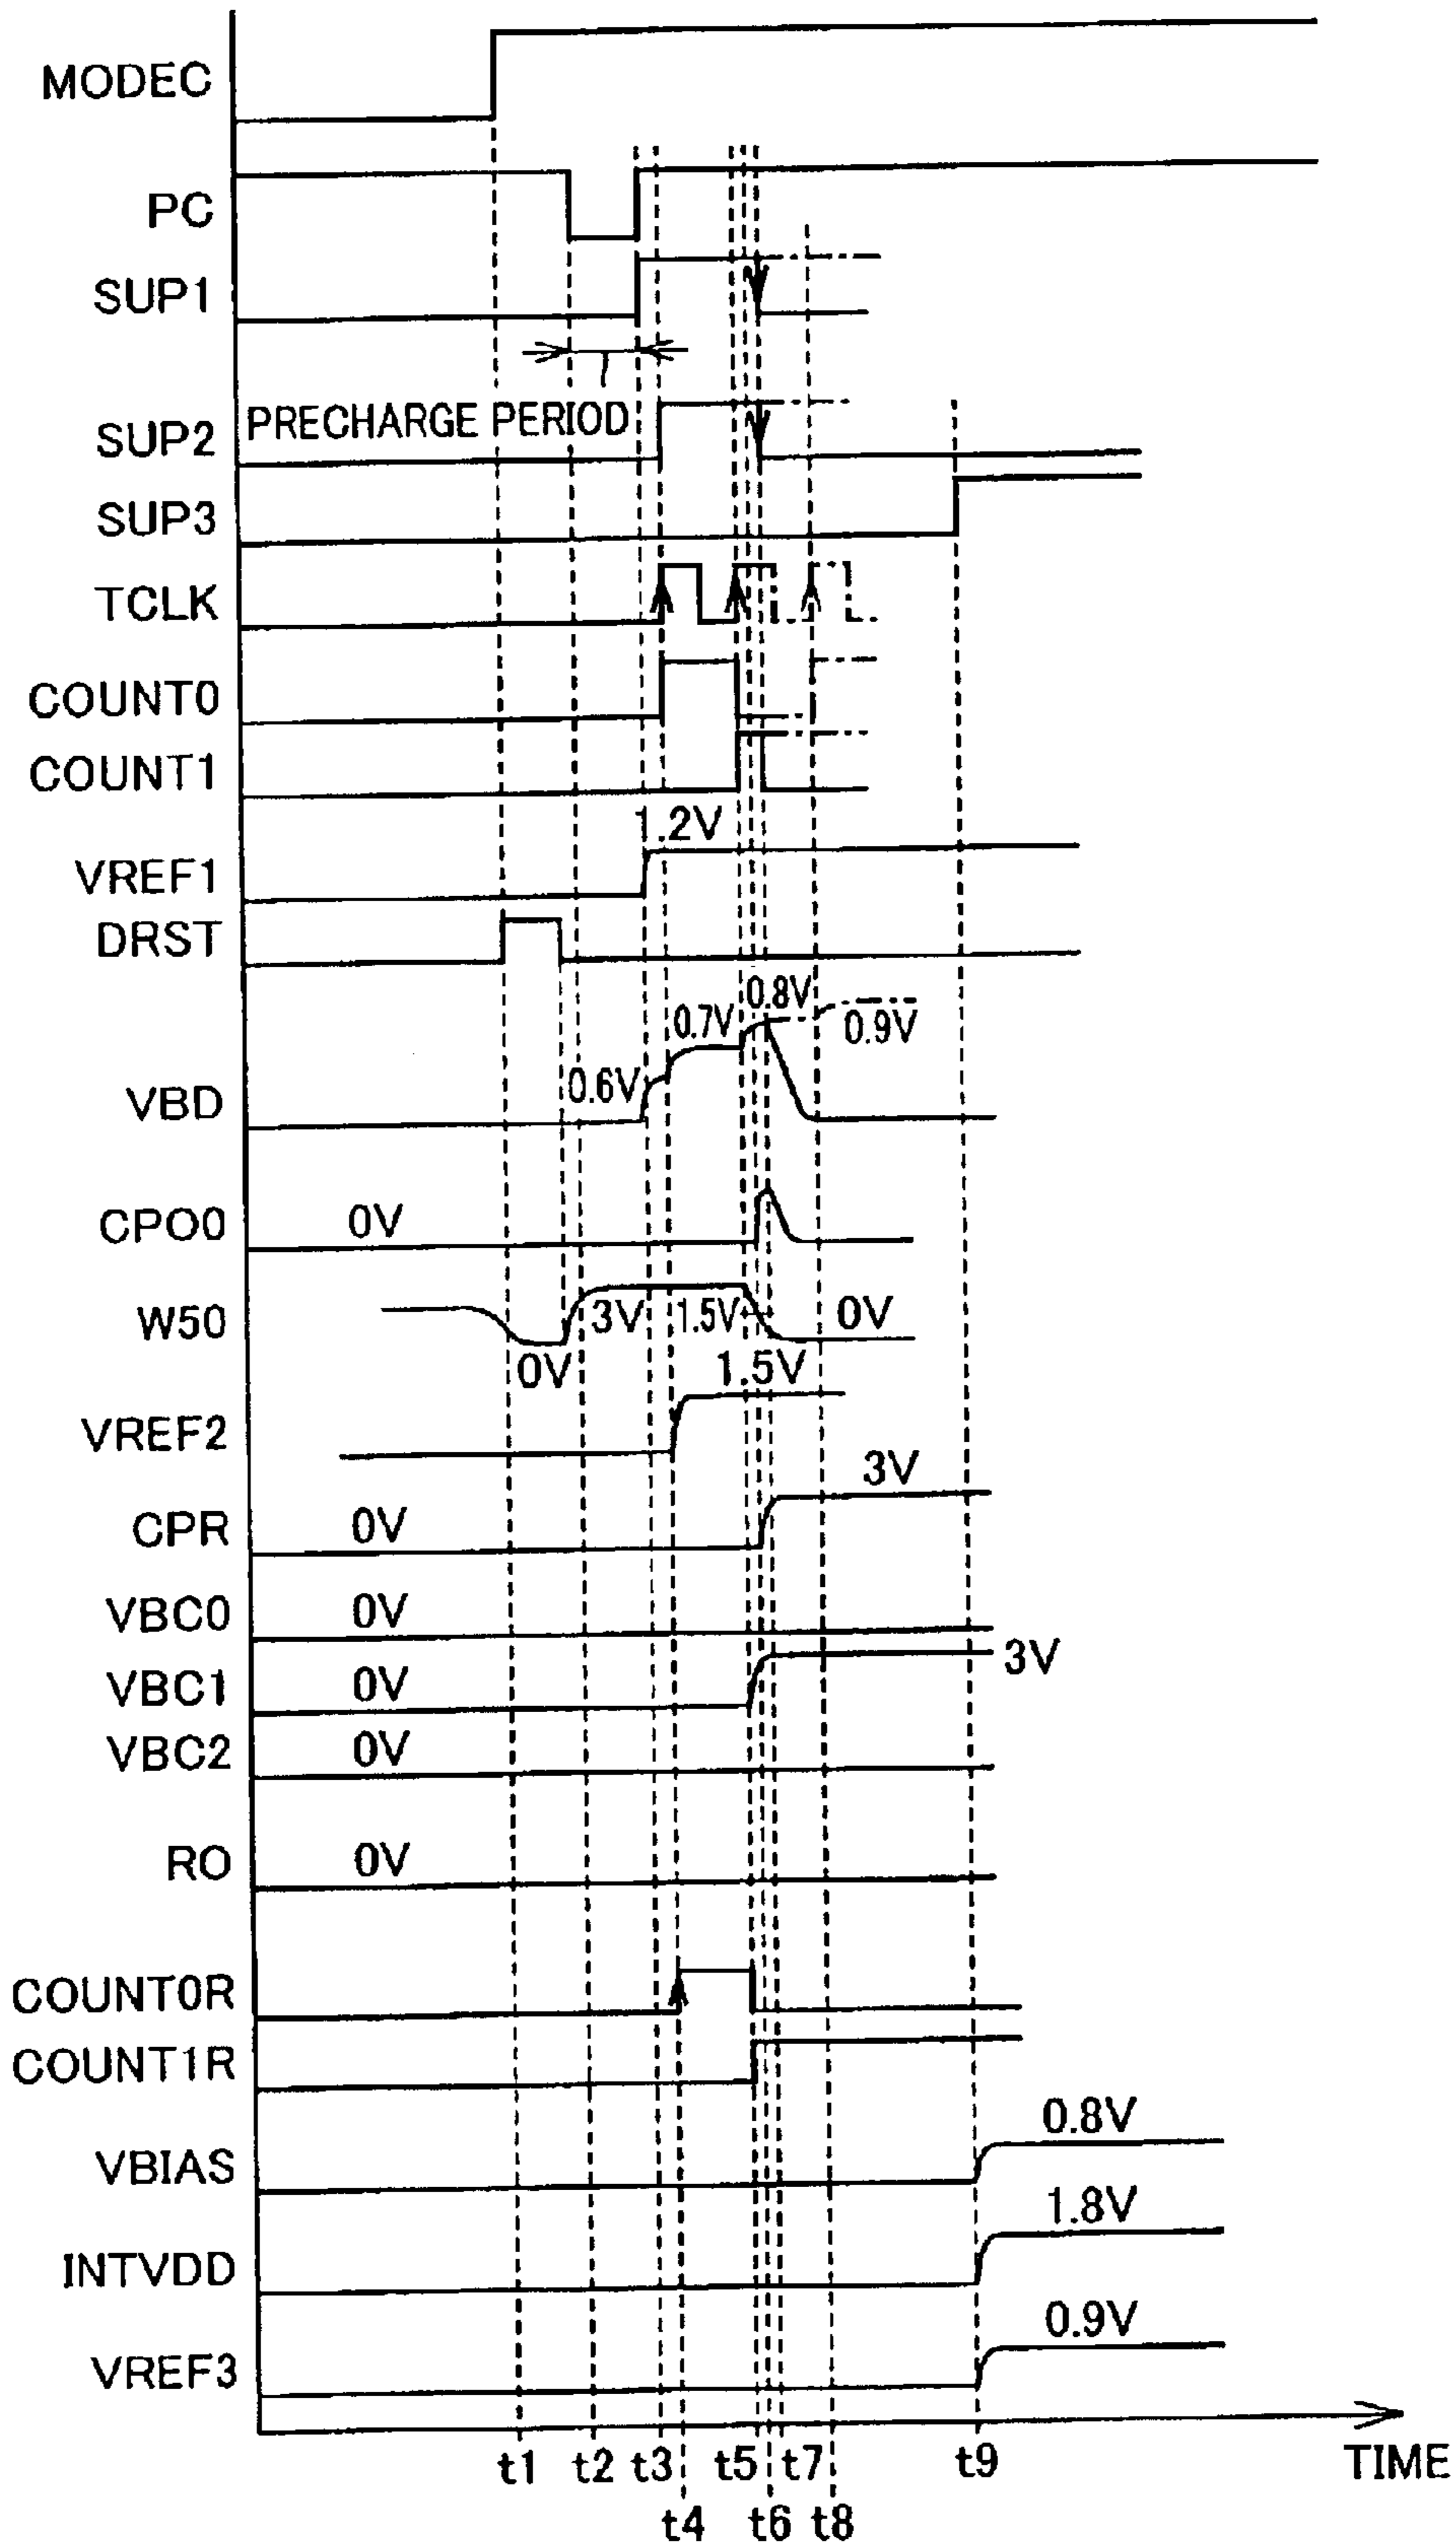 MODEC
PC
SUP1
PRECHARGE PERIOD
SUP2
SUP3
TCLK
COUNT0
COUNT1
1.2V
VREF1
DRST
0.8V
0.7V
0.9V
0.6V
VBD
CPO0
0V
W50
3V
1.5V
0V
0V
1.5V
VREF2
3V
CPR
0V
VBC0
0V
VBC1
0V
3V
VBC2
0V
RO
0V
COUNT0R
COUNT1R
0.8V
VBIAS
1.8V
INTVDD
0.9V
VREF3
t1 t2 t3 t5 t7 t9 TIME
t4 t6 t8